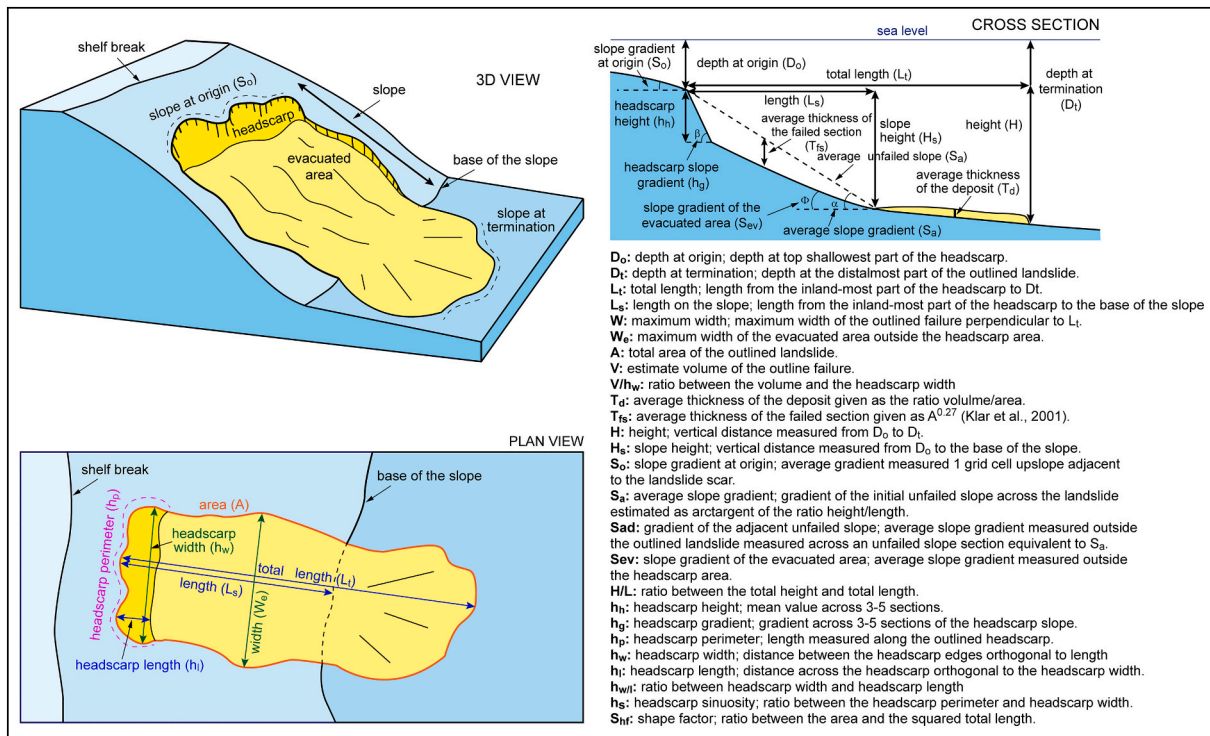 shelf break
slope at origin (So)
3D VIEW
slope
headscarp
evacuated area
base of the slope
slope at termination
CROSS SECTION
sea level
slope gradient
at origin (So)
depth at origin (Do)
total length (Lt)
depth at
termination
(Dt)
headscarp
height (hh)
length (Ls)
average thickness of
the failed section
(Tfs)
slope
height (Hs)
height (H)
β
average unfailed slope (Sa)
headscarp slope
gradient (hg)
average thickness
of the deposit (Td)
Φ
α
slope gradient of the
evacuated area (Sev)
average slope gradient (Sa)
Do: depth at origin; depth at top shallowest part of the headscarp.
Dt: depth at termination; depth at the distalmost part of the outlined landslide.
Lt: total length; length from the inland-most part of the headscarp to Dt.
Ls: length on the slope; length from the inland-most part of the headscarp to the base of the slope
W: maximum width; maximum width of the outlined failure perpendicular to Lt.
We: maximum width of the evacuated area outside the headscarp area.
A: total area of the outlined landslide.
V: estimate volume of the outline failure.
V/hw: ratio between the volume and the headscarp width
Td: average thickness of the deposit given as the ratio volulme/area.
Tfs: average thickness of the failed section given as A0.27 (Klar et al., 2001).
H: height; vertical distance measured from Do to Dt.
Hs: slope height; vertical distance measured from Do to the base of the slope.
So: slope gradient at origin; average gradient measured 1 grid cell upslope adjacent
to the landslide scar.
Sa: average slope gradient; gradient of the initial unfailed slope across the landslide
estimated as arctargent of the ratio height/length.
Sad: gradient of the adjacent unfailed slope; average slope gradient measured outside
the outlined landslide measured across an unfailed slope section equivalent to Sa.
Sev: slope gradient of the evacuated area; average slope gradient measured outside
the headscarp area.
H/L: ratio between the total height and total length.
hh: headscarp height; mean value across 3-5 sections.
hg: headscarp gradient; gradient across 3-5 sections of the headscarp slope.
hp: headscarp perimeter; length measured along the outlined headscarp.
hw: headscarp width; distance between the headscarp edges orthogonal to length
hl: headscarp length; distance across the headscarp orthogonal to the headscarp width.
hw/l: ratio between headscarp width and headscarp length
hs: headscarp sinuosity; ratio between the headscarp perimeter and headscarp width.
Shf: shape factor; ratio between the area and the squared total length.
PLAN VIEW
shelf break
base of the slope
area (A)
headscarp perimeter (hp)
headscarp
width (hw)
total length (Lt)
length (Ls)
width (We)
headscarp length (hl)